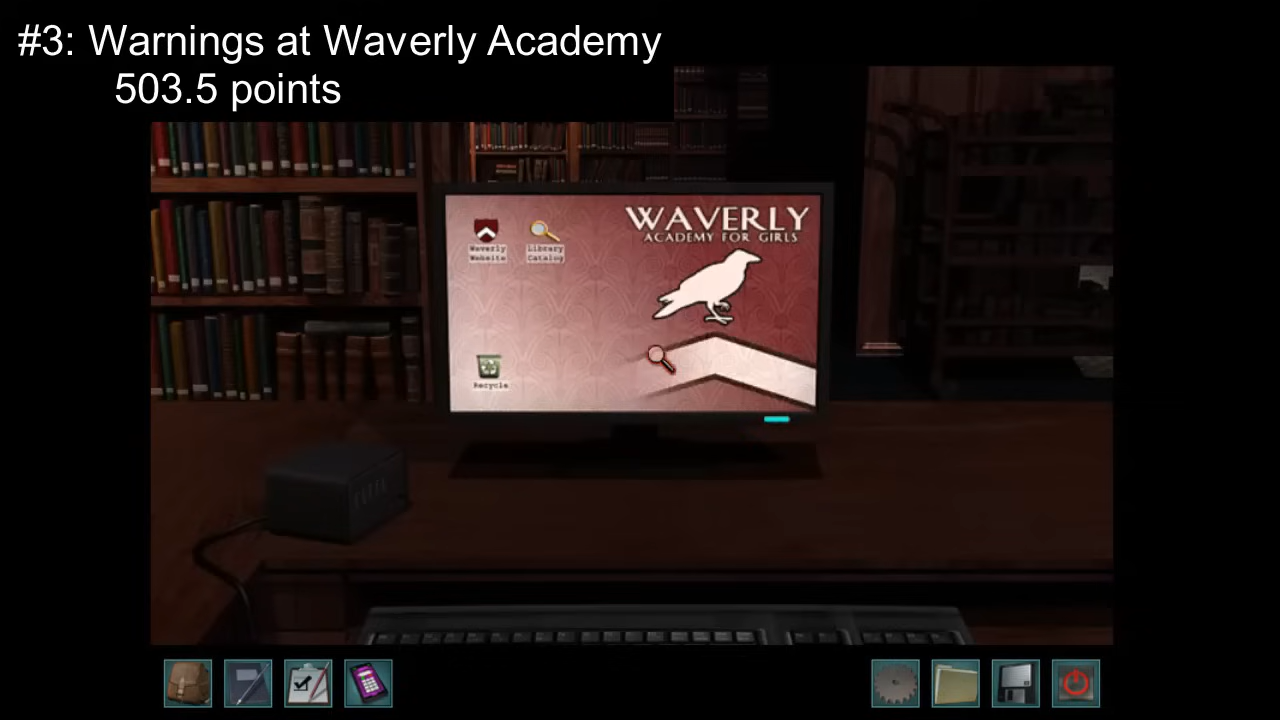 #3: Warnings at Waverly Academy
503.5 points
WAVERLY
ACADEMY FOR GIRLS
Waverly Website
Library Catalog
Recycle